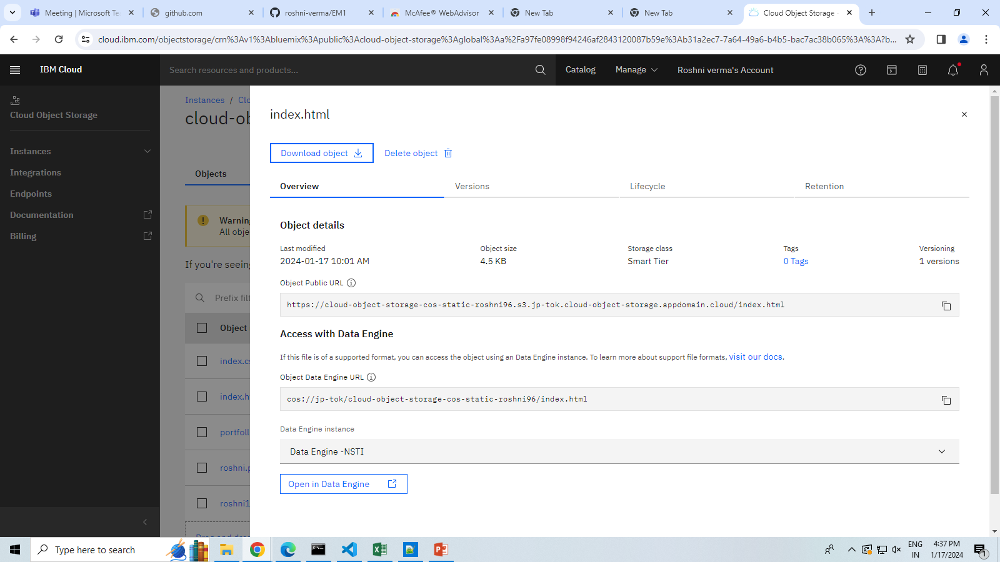 Meeting | Microsoft Te
github.com
roshni-verma/EM1
McAfee® WebAdvisor
New Tab
New Tab
Cloud Object Storage
cloud.ibm.com/objectstorage/crn%3Av1%3Abluemix%3Apublic%3Acloud-object-storage%3Aglobal%3Aa%2Fa97fe08998f94246af2843120087b59e%3Ab31a2ec7-7a64-49a6-b4b5-bac7ac38b065%3A%3A?b...
IBM Cloud
Search resources and products...
Catalog
Manage
Roshni verma's Account
Cloud Object Storage
Instances
Integrations
Endpoints
Documentation
Billing
Instances / Clo
cloud-ob
Objects
Warning
All obje
If you're seeing
Prefix filt
Object
index.cs
index.ht
portfoli
roshni.p
roshni1
index.html
Download object
Delete object
Overview
Versions
Lifecycle
Retention
Object details
Last modified
2024-01-17 10:01 AM
Object size
4.5 KB
Storage class
Smart Tier
Tags
0 Tags
Versioning
1 versions
Object Public URL
https://cloud-object-storage-cos-static-roshni96.s3.jp-tok.cloud-object-storage.appdomain.cloud/index.html
Access with Data Engine
If this file is of a supported format, you can access the object using an Data Engine instance. To learn more about support file formats, visit our docs.
Object Data Engine URL
cos://jp-tok/cloud-object-storage-cos-static-roshni96/index.html
Data Engine instance
Data Engine -NSTI
Open in Data Engine
Type here to search
ENG
IN
4:37 PM
1/17/2024
1